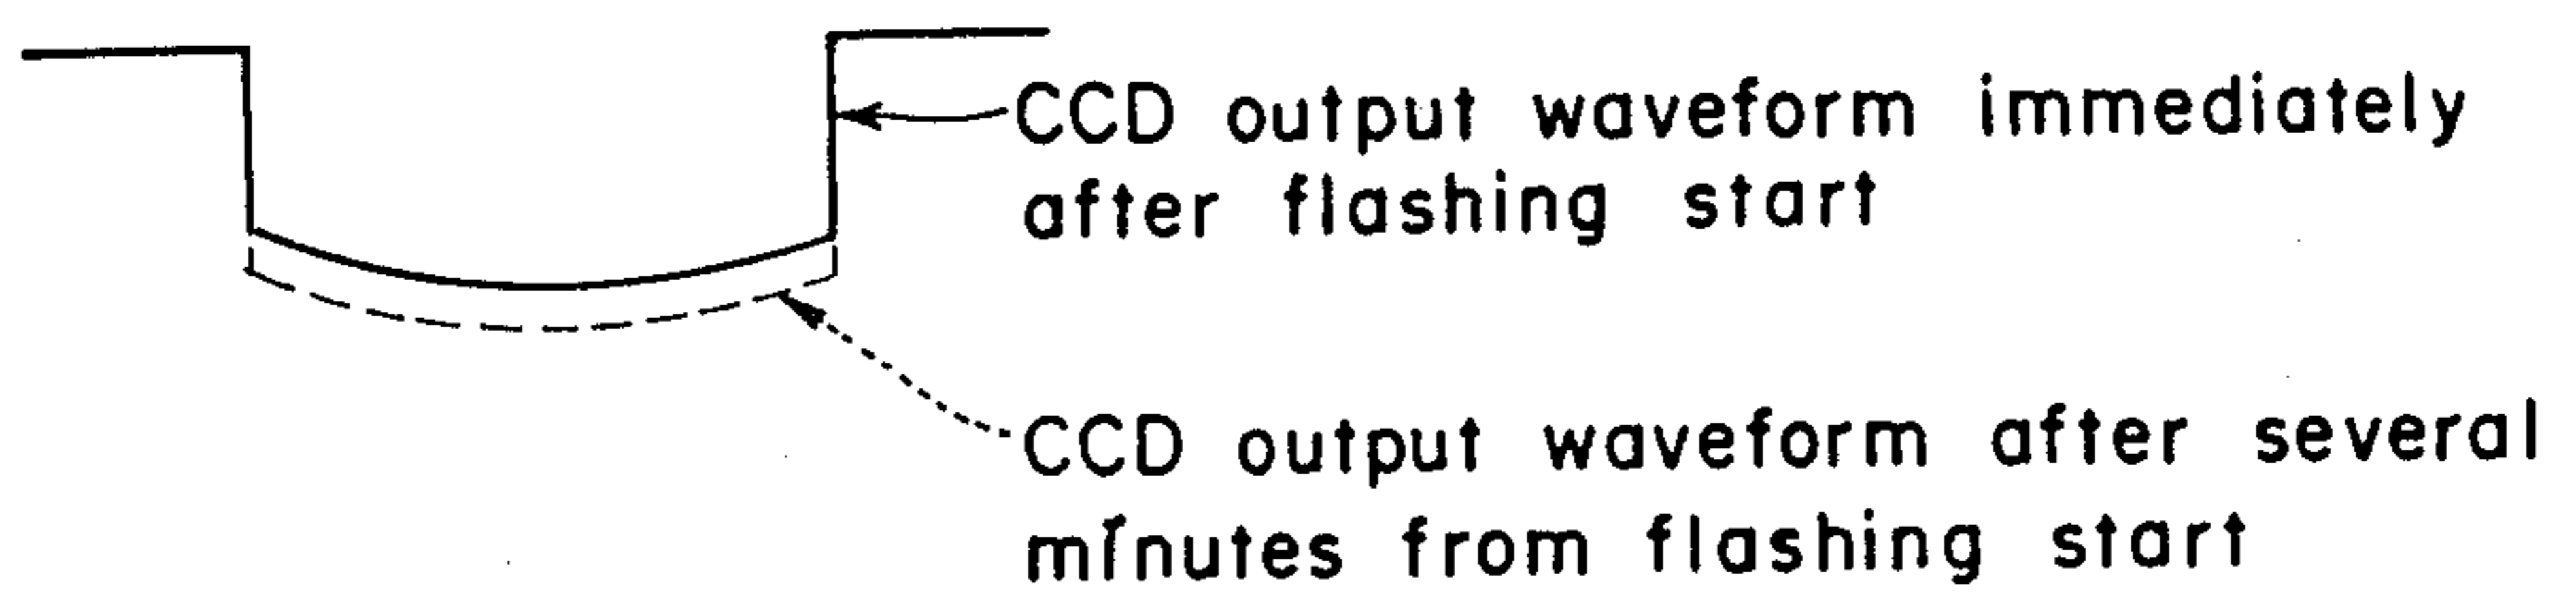 CCD output waveform immediately
after flashing start
CCD output waveform after several
minutes from flashing start